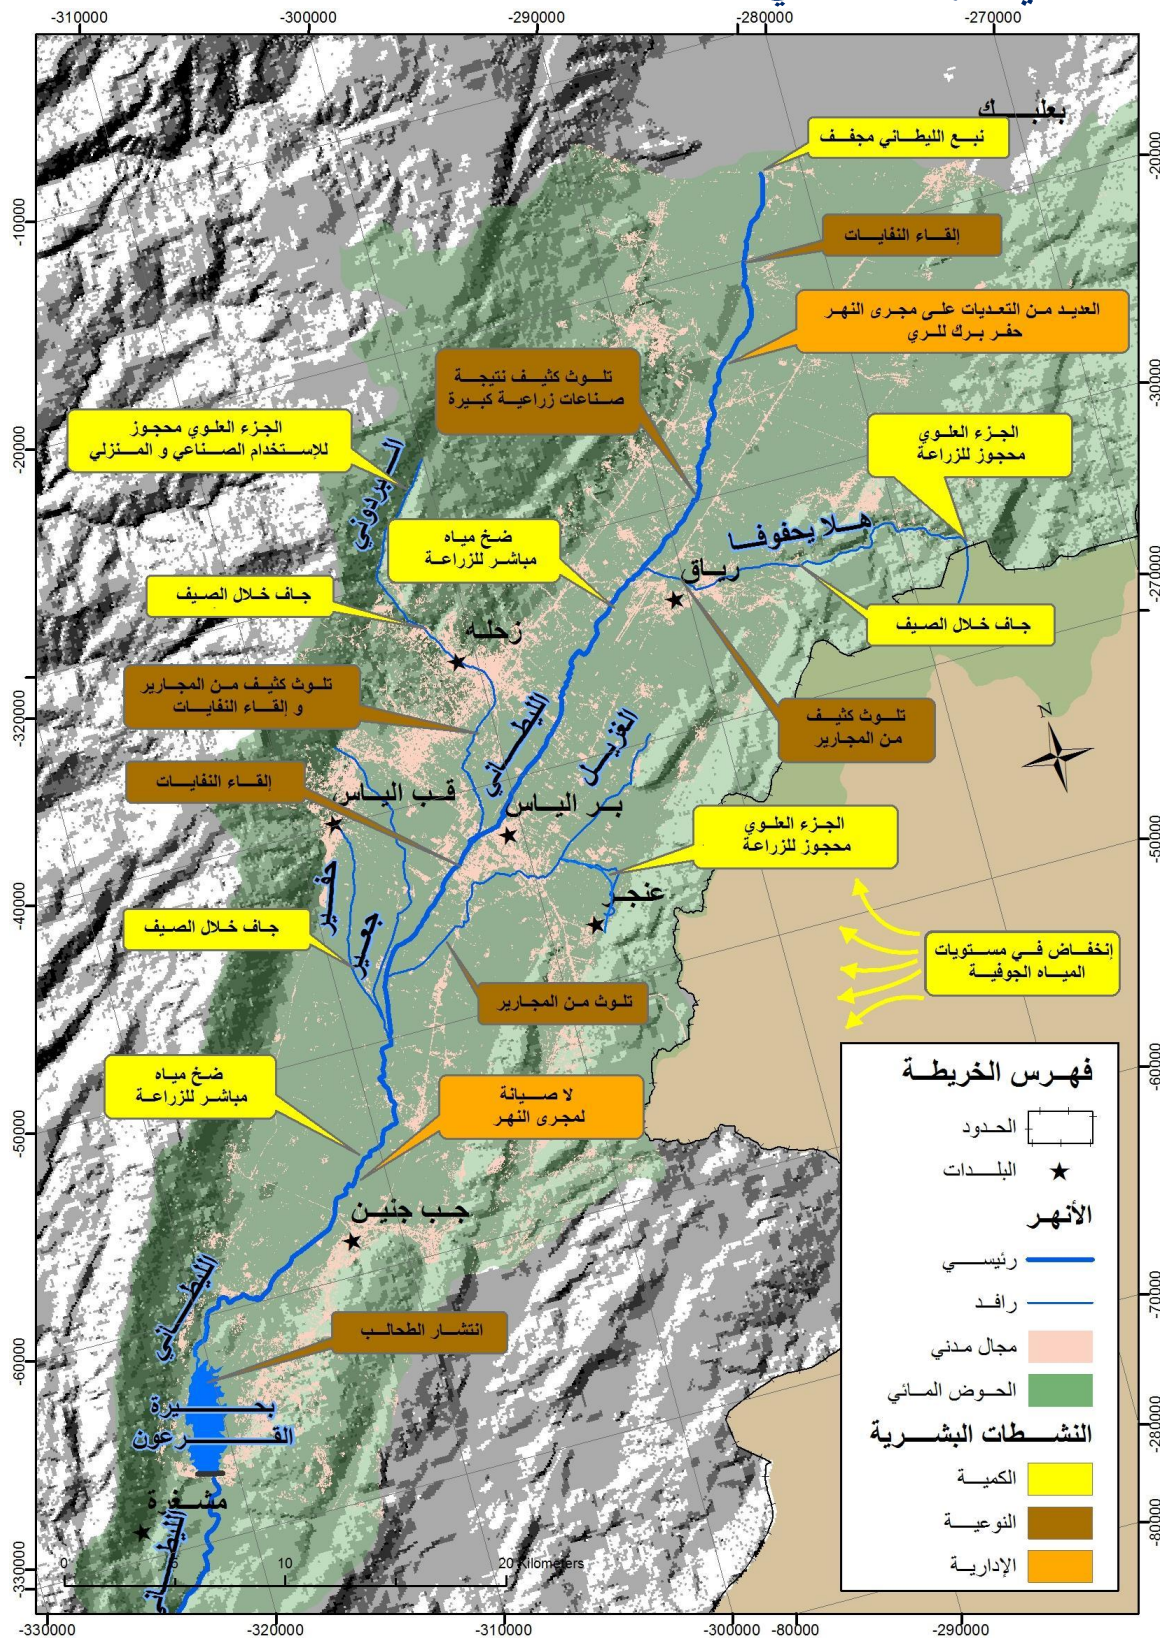 -310000
-300000
-290000
-280000
-270000
بعلبك
نبع الليطاني مجفف
-20000
-10000
إلقاء النفايات
العديد من التعديات على مجرى النهر
حفر برك للري
تلوث كثيف نتيجة
صناعات زراعية كبيرة
-30000
الجزء العلوي محجوز
للإستخدام الصناعي و المنزلي
الجزء العلوي
محجوز للزراعة
-20000
البردوني
ضخ مياه
مباشر للزراعة
هلا يحفوفا
رياق
-270000
جاف خلال الصيف
زحله
جاف خلال الصيف
تلوث كثيف من المجارير
و إلقاء النفايات
-320000
الليطاني
الغزيل
تلوث كثيف
من المجارير
N
إلقاء النفايات
قب الياس
بر الياس
الجزء العلوي
محجوز للزراعة
-50000
حفير
جعير
عنجر
-40000
جاف خلال الصيف
إنخفاض في مستويات
المياه الجوفية
تلوث من المجارير
ضخ مياه
مباشر للزراعة
لا صيانة
لمجرى النهر
-60000
-50000
جب جنين
الليطاني
-70000
انتشار الطحالب
-60000
بحيرة
القرعون
-280000
مشغرة
-80000
الليطاني
-330000
0
5
10
20 Kilometers
فهرس الخريطة
الحدود
البلدات
الأنهر
رئيسي
رافد
مجال مدني
الحوض المائي
النشطات البشرية
الكمية
النوعية
الإدارية
-330000
-320000
-310000
-300000
-80000
-290000